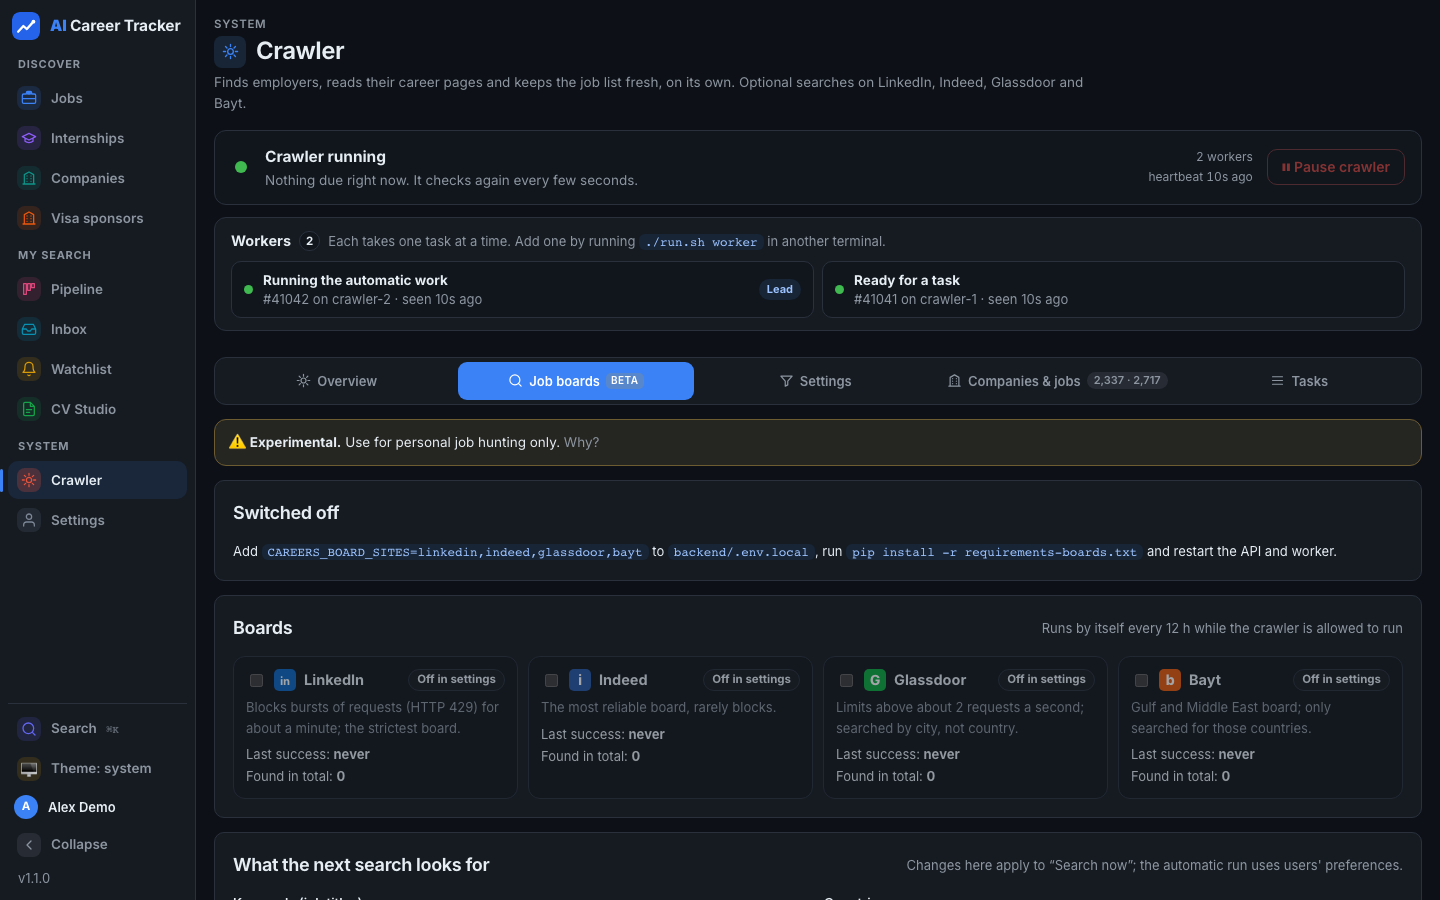 AI Career Tracker
DISCOVER
Jobs
Internships
Companies
Visa sponsors
MY SEARCH
Pipeline
Inbox
Watchlist
CV Studio
SYSTEM
Crawler
Settings
Search ⌘K
Theme: system
A Alex Demo
Collapse
v1.1.0
SYSTEM
Crawler
Finds employers, reads their career pages and keeps the job list fresh, on its own. Optional searches on LinkedIn, Indeed, Glassdoor and
Bayt.
Crawler running
Nothing due right now. It checks again every few seconds.
2 workers
heartbeat 10s ago
Pause crawler
Workers 2 Each takes one task at a time. Add one by running ./run.sh worker in another terminal.
Running the automatic work
#41042 on crawler-2 · seen 10s ago
Lead
Ready for a task
#41041 on crawler-1 · seen 10s ago
Overview
Job boards BETA
Settings
Companies & jobs 2,337 · 2,717
Tasks
Experimental. Use for personal job hunting only. Why?
Switched off
Add CAREERS_BOARD_SITES=linkedin,indeed,glassdoor,bayt to backend/.env.local, run pip install -r requirements-boards.txt and restart the API and worker.
Boards
Runs by itself every 12 h while the crawler is allowed to run
in LinkedIn Off in settings
Blocks bursts of requests (HTTP 429) for
about a minute; the strictest board.
Last success: never
Found in total: 0
i Indeed Off in settings
The most reliable board, rarely blocks.
Last success: never
Found in total: 0
G Glassdoor Off in settings
Limits above about 2 requests a second;
searched by city, not country.
Last success: never
Found in total: 0
b Bayt Off in settings
Gulf and Middle East board; only
searched for those countries.
Last success: never
Found in total: 0
What the next search looks for
Changes here apply to “Search now”; the automatic run uses users' preferences.